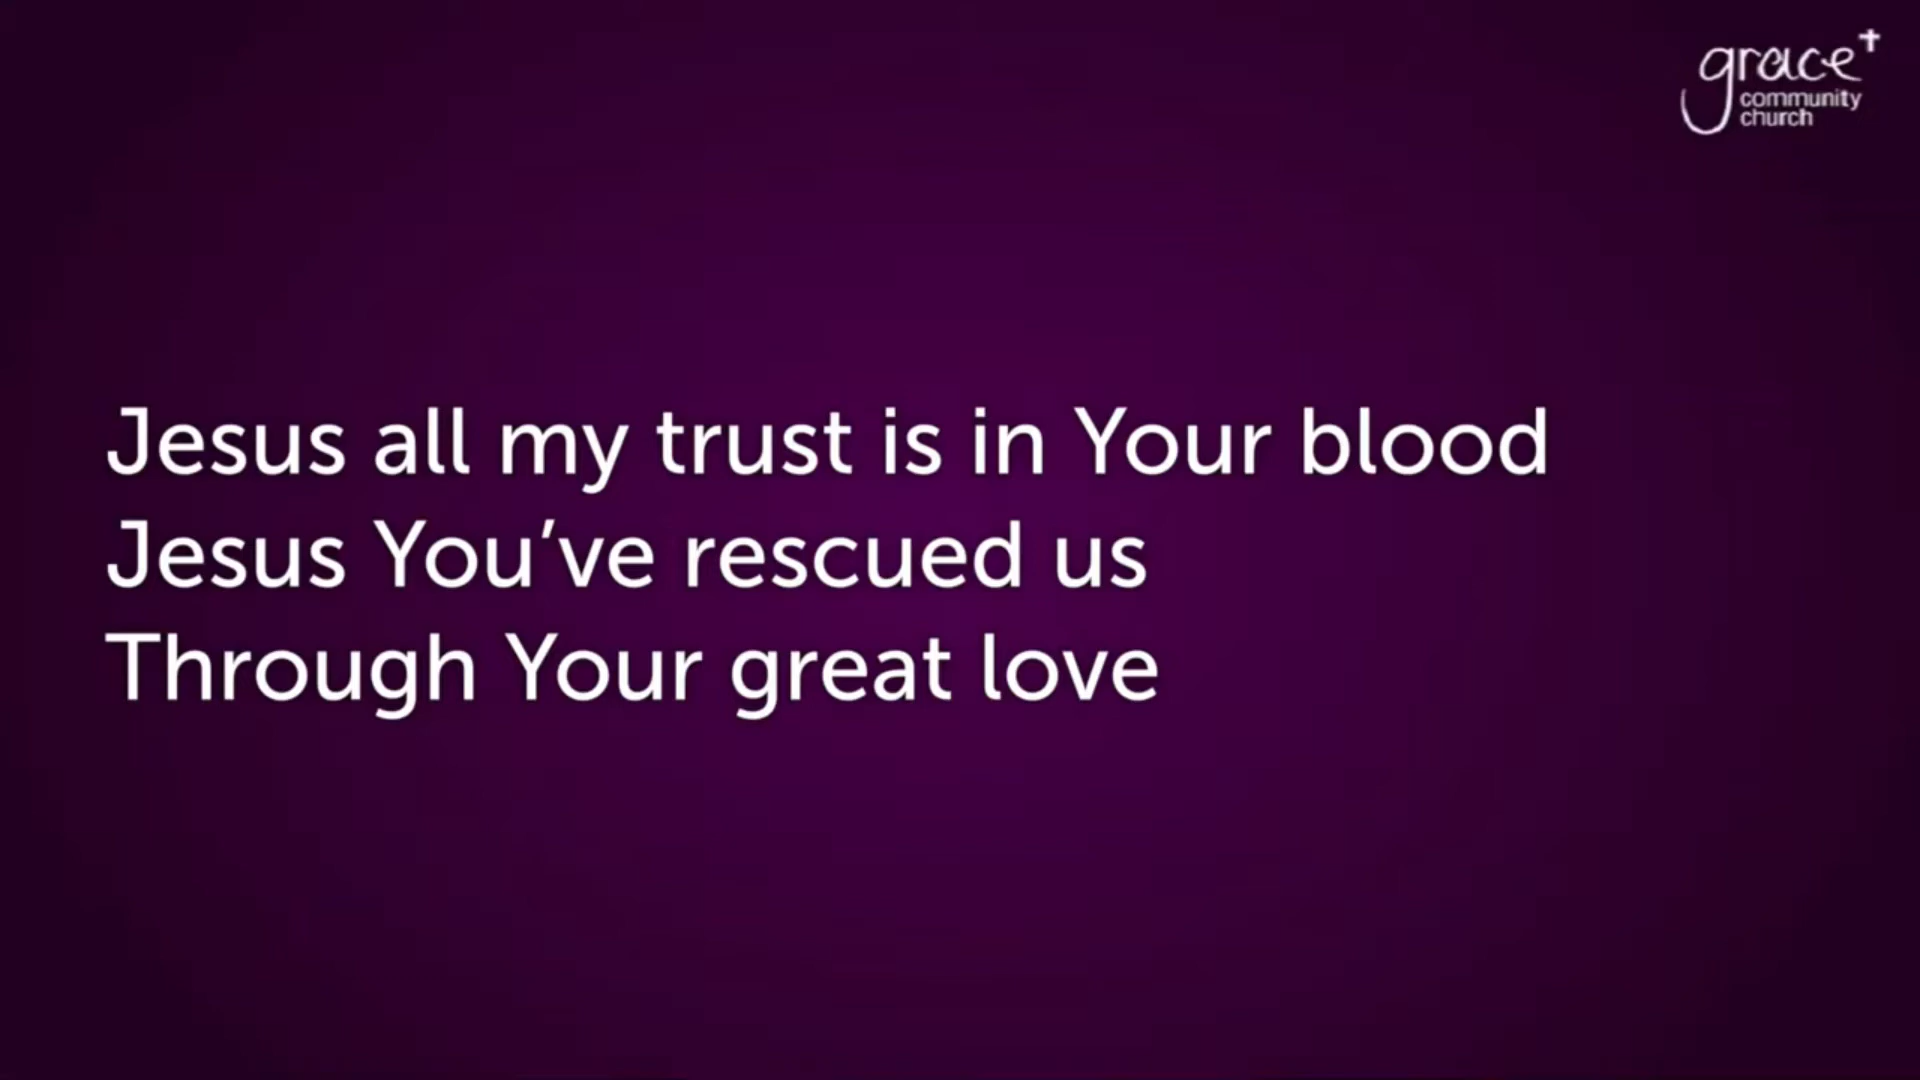 grace
community
church
Jesus all my trust is in Your blood
Jesus You’ve rescued us
Through Your great love